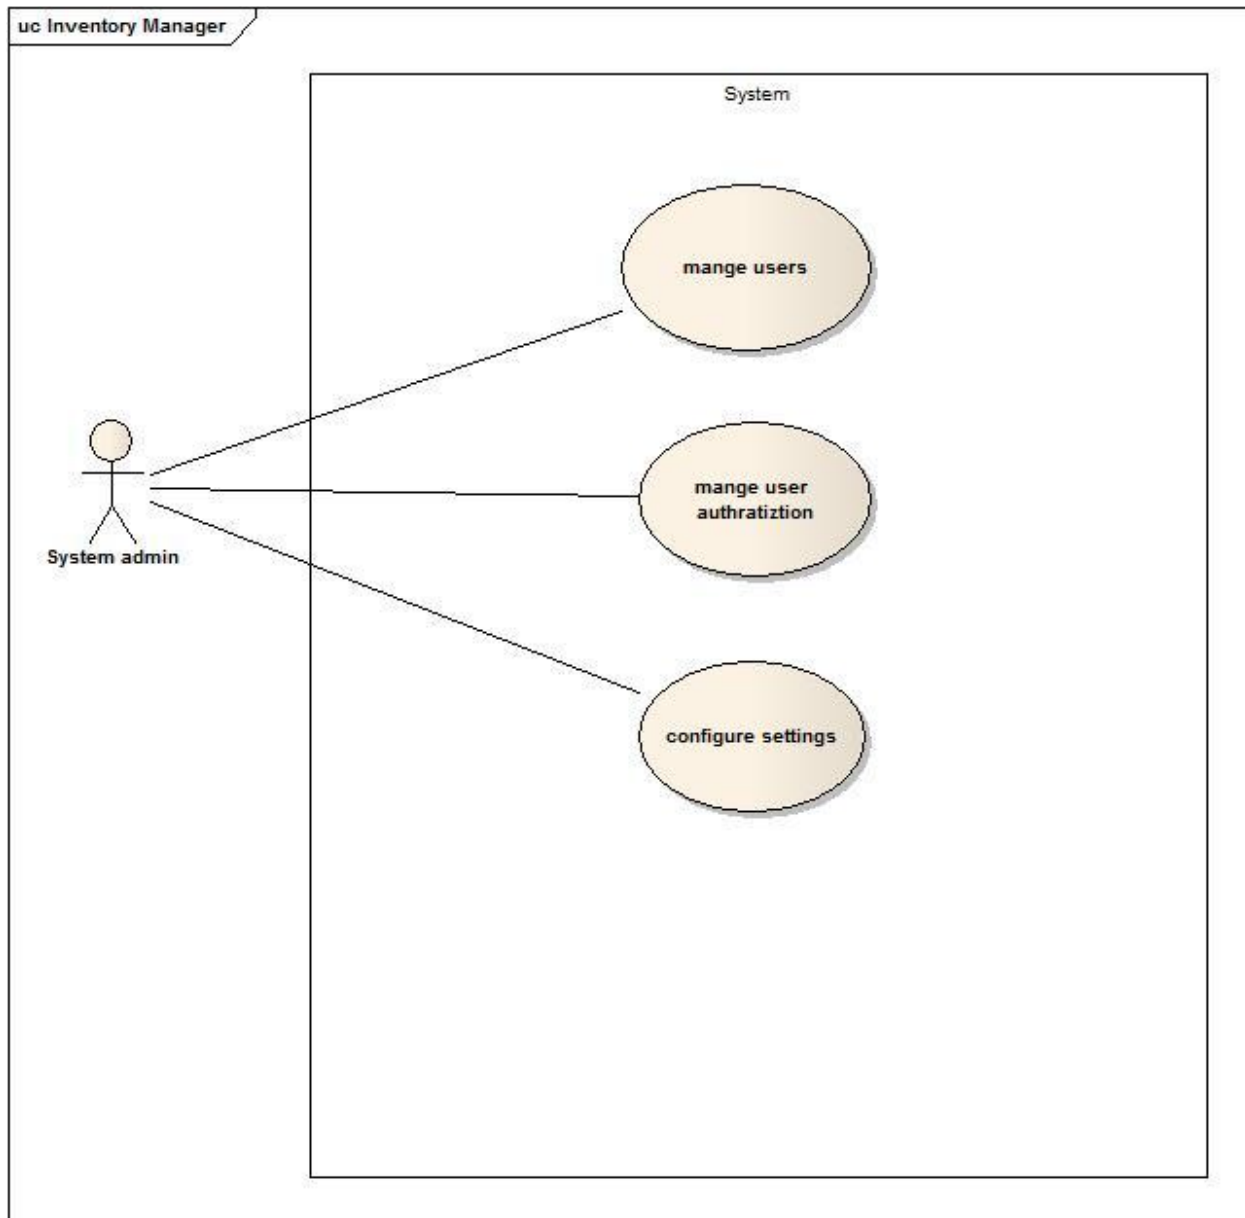 uc Inventory Manager
System
mange users
mange user
authratiztion
System admin
configure settings